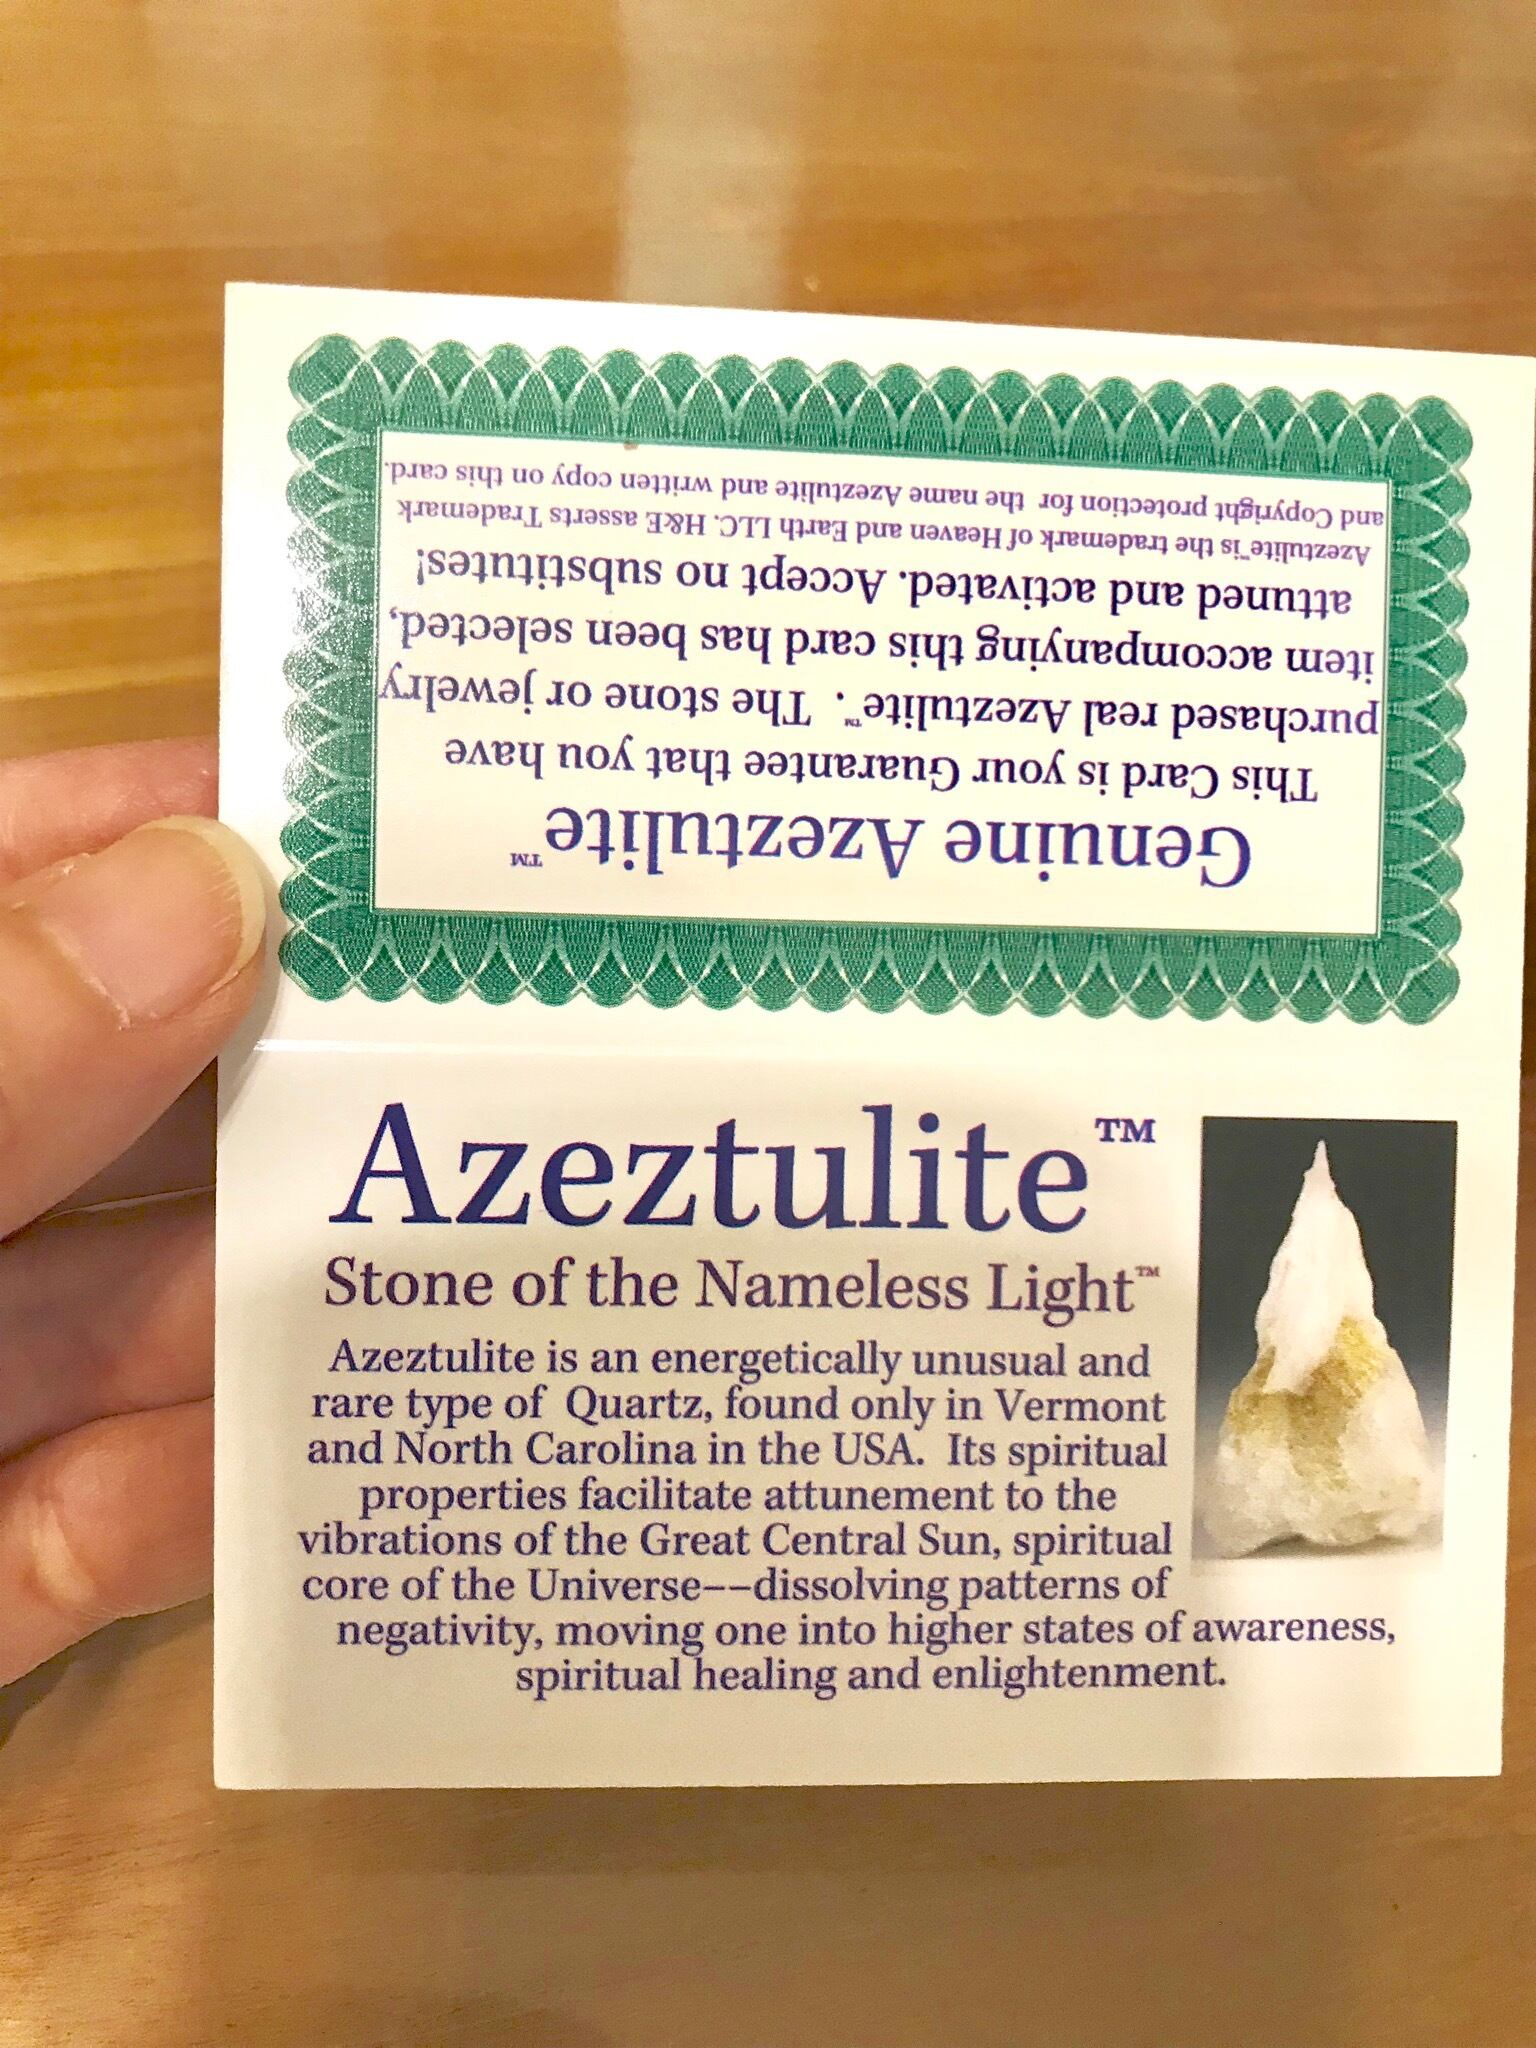 Genuine Azeztulite™
This Card is your Guarantee that you have
purchased real Azeztulite™. The stone or jewelry
item accompanying this card has been selected,
attuned and activated. Accept no substitutes!
Azeztulite™is the trademark of Heaven and Earth LLC. H&E asserts Trademark
and Copyright protection for the name Azeztulite and written copy on this card.
Azeztulite™
Stone of the Nameless Light™
Azeztulite is an energetically unusual and
rare type of Quartz, found only in Vermont
and North Carolina in the USA. Its spiritual
properties facilitate attunement to the
vibrations of the Great Central Sun, spiritual
core of the Universe--dissolving patterns of
negativity, moving one into higher states of awareness,
spiritual healing and enlightenment.